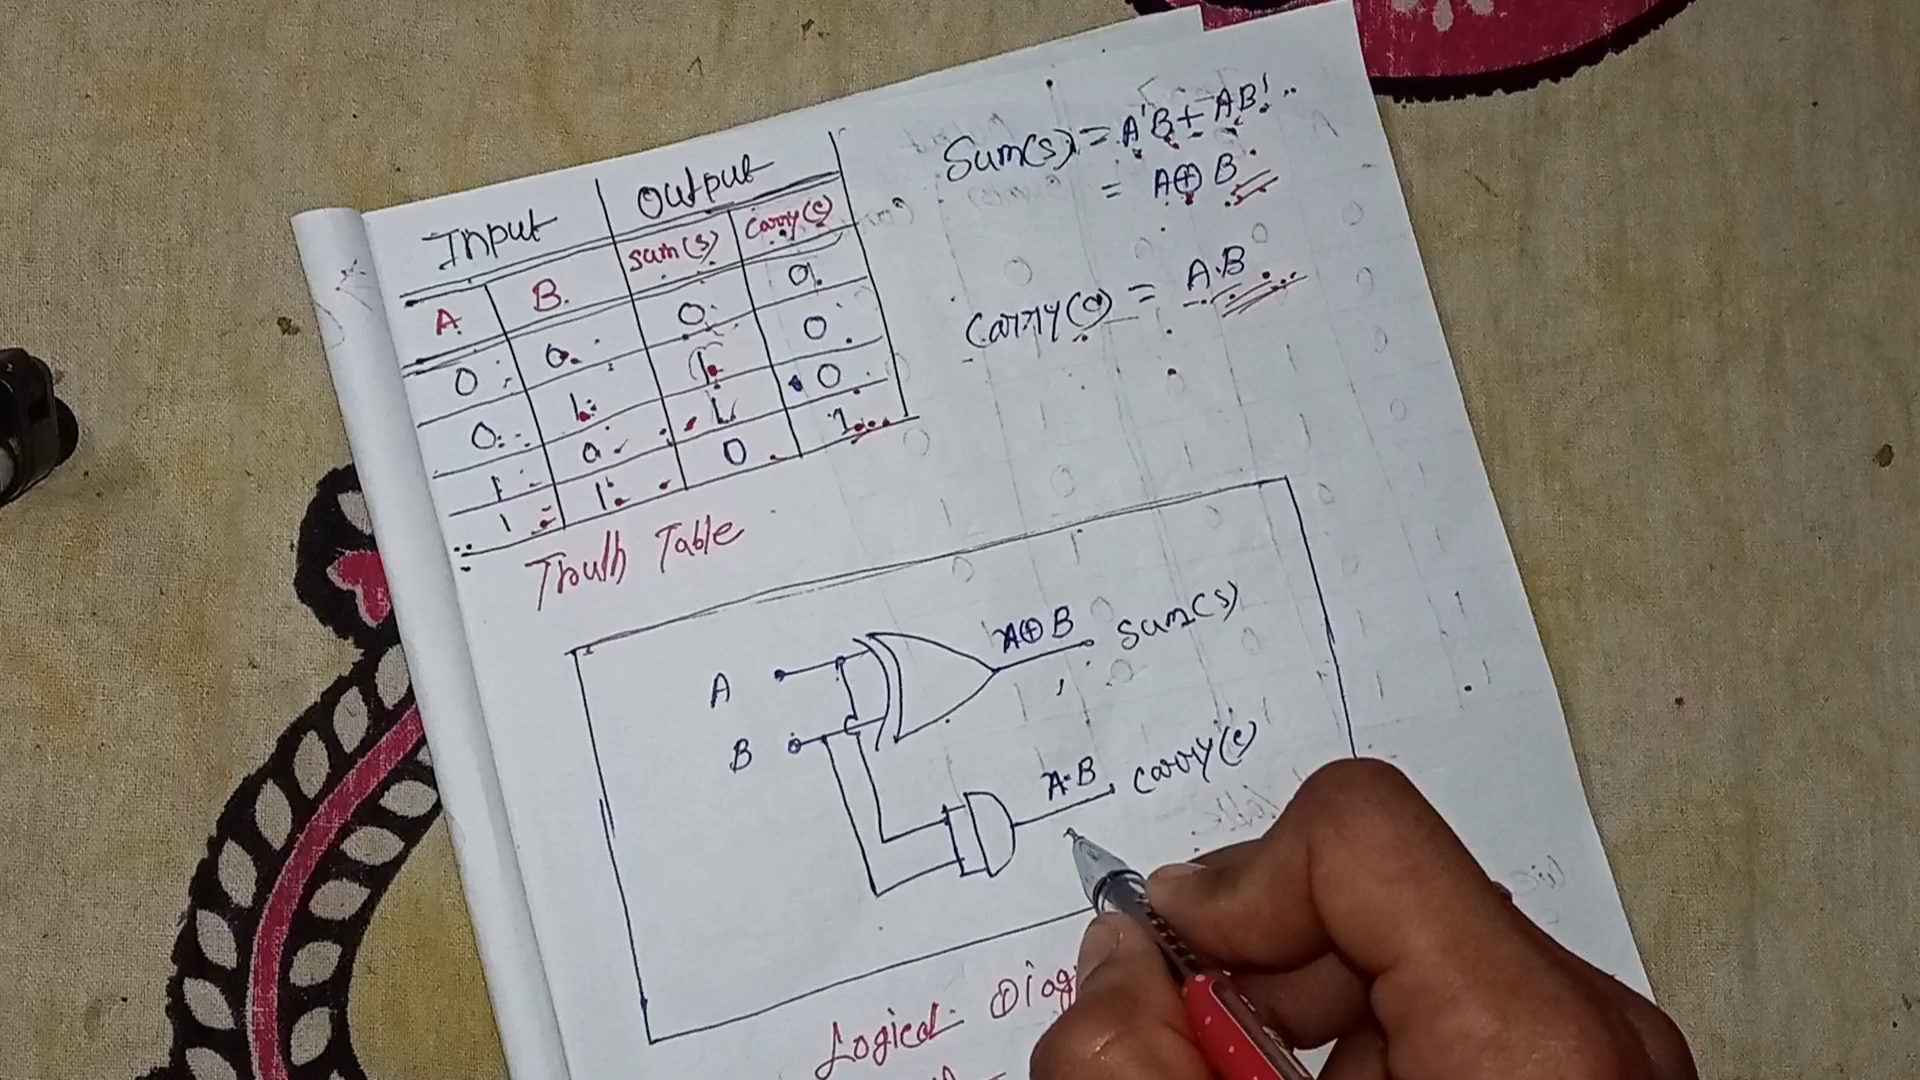 Input Output
A B. sum(s) carry(c)
0 0 0 0
0 1 1 0
1 0 1 0
1 1 0 1
Truth Table
Sum(s) = A'B + AB'
= A⊕B
Carry(c) = A.B
A
B
A⊕B sum(s)
A.B carry(c)
Logical